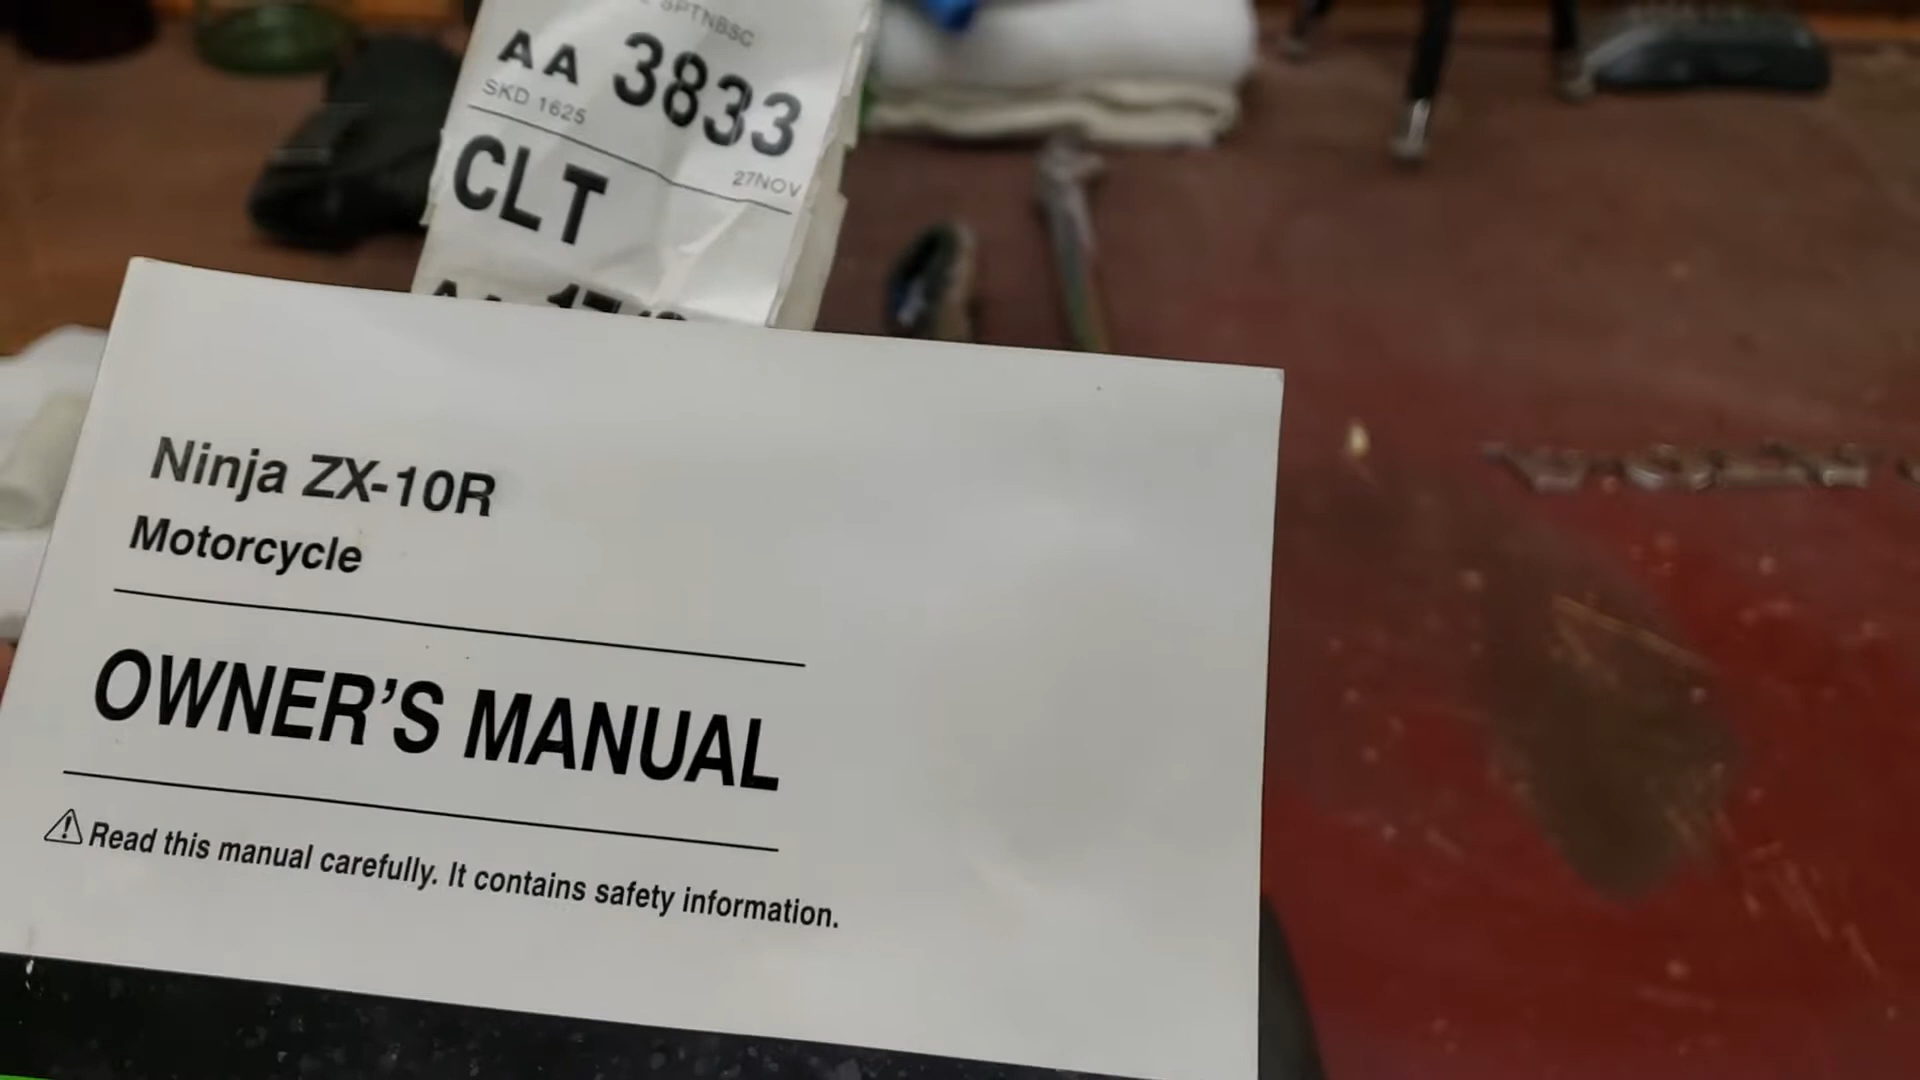 AA 3833
SKD 1625
27NOV
CLT
Ninja ZX-10R
Motorcycle
OWNER'S MANUAL
Read this manual carefully. It contains safety information.